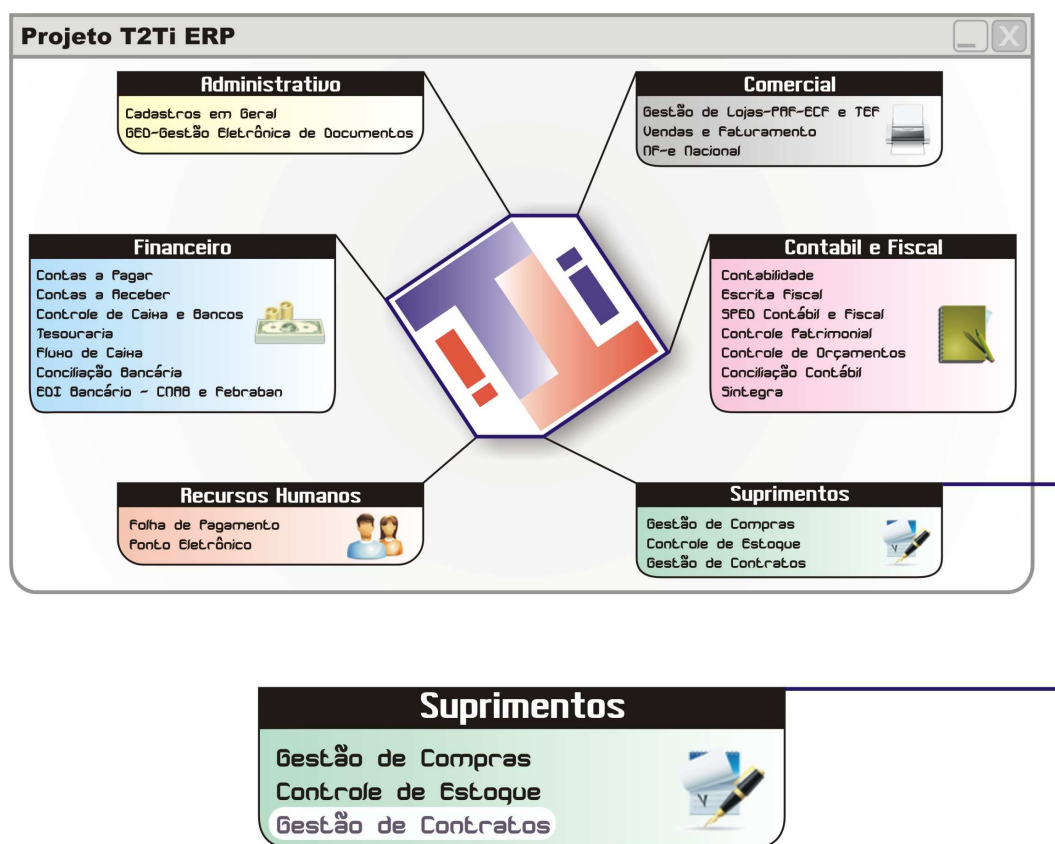 Projeto T2Ti ERP
Administrativo
Cadastros em Geral
GED-Gestão Eletrônica de Documentos
Comercial
Gestão de Lojas-PAF-ECF e TEF
Vendas e Faturamento
NF-e Nacional
Financeiro
Contas a Pagar
Contas a Receber
Controle de Caixa e Bancos
Tesouraria
Fluxo de Caixa
Conciliação Bancária
EDI Bancário - CNAB e Febraban
Contabil e Fiscal
Contabilidade
Escrita Fiscal
SPED Contábil e Fiscal
Controle Patrimonial
Controle de Orçamentos
Conciliação Contábil
Sintegra
Recursos Humanos
Folha de Pagamento
Ponto Eletrônico
Suprimentos
Gestão de Compras
Controle de Estoque
Gestão de Contratos
Suprimentos
Gestão de Compras
Controle de Estoque
Gestão de Contratos